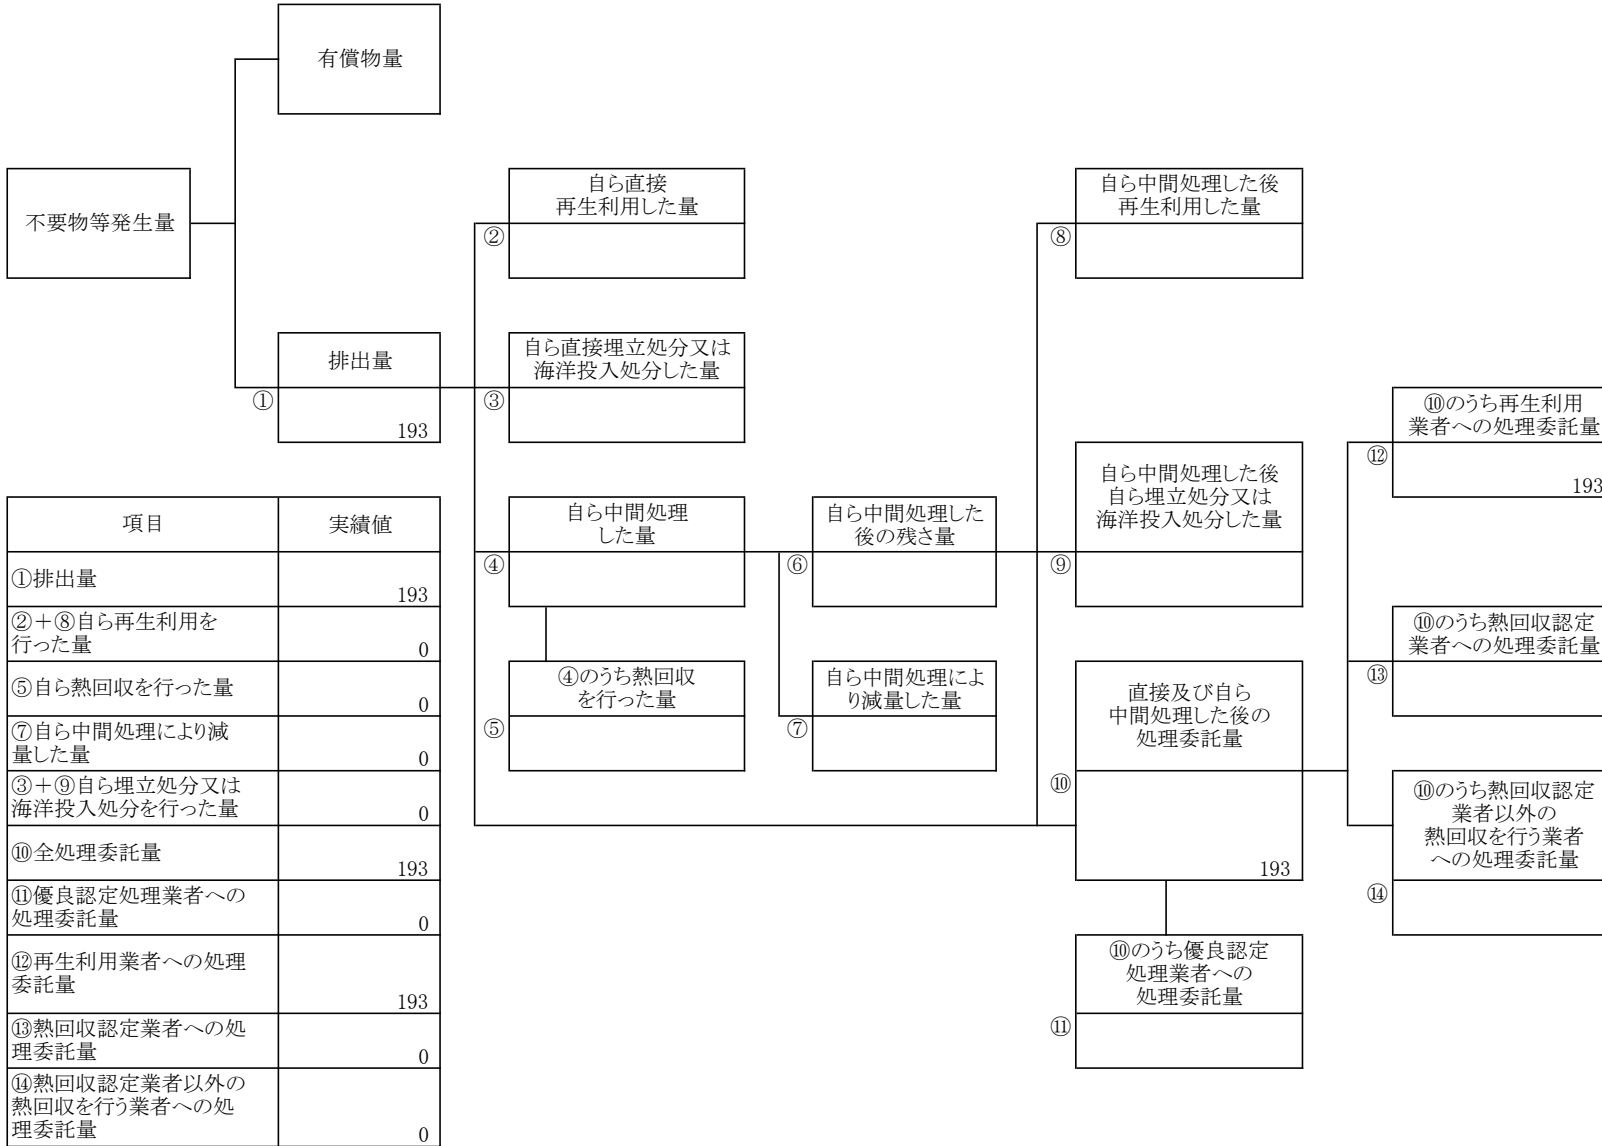 有償物量
不要物等発生量
自ら直接
再生利用した量
②
自ら中間処理した後
再生利用した量
⑧
排出量
①
193
自ら直接埋立処分又は
海洋投入処分した量
③
⑩のうち再生利用
業者への処理委託量
⑫
193
自ら中間処理した後
自ら埋立処分又は
海洋投入処分した量
⑨
自ら中間処理
した量
④
自ら中間処理した
後の残さ量
⑥
⑩のうち熱回収認定
業者への処理委託量
⑬
④のうち熱回収
を行った量
⑤
自ら中間処理によ
り減量した量
⑦
直接及び自ら
中間処理した後の
処理委託量
⑩
193
⑩のうち熱回収認定
業者以外の
熱回収を行う業者
への処理委託量
⑭
⑩のうち優良認定
処理業者への
処理委託量
⑪
項目 実績値
①排出量
193
②+⑧自ら再生利用を
行った量
0
⑤自ら熱回収を行った量
0
⑦自ら中間処理により減
量した量
0
③+⑨自ら埋立処分又は
海洋投入処分を行った量
0
⑩全処理委託量
193
⑪優良認定処理業者への
処理委託量
0
⑫再生利用業者への処理
委託量
193
⑬熱回収認定業者への処
理委託量
0
⑭熱回収認定業者以外の
熱回収を行う業者への処
理委託量
0